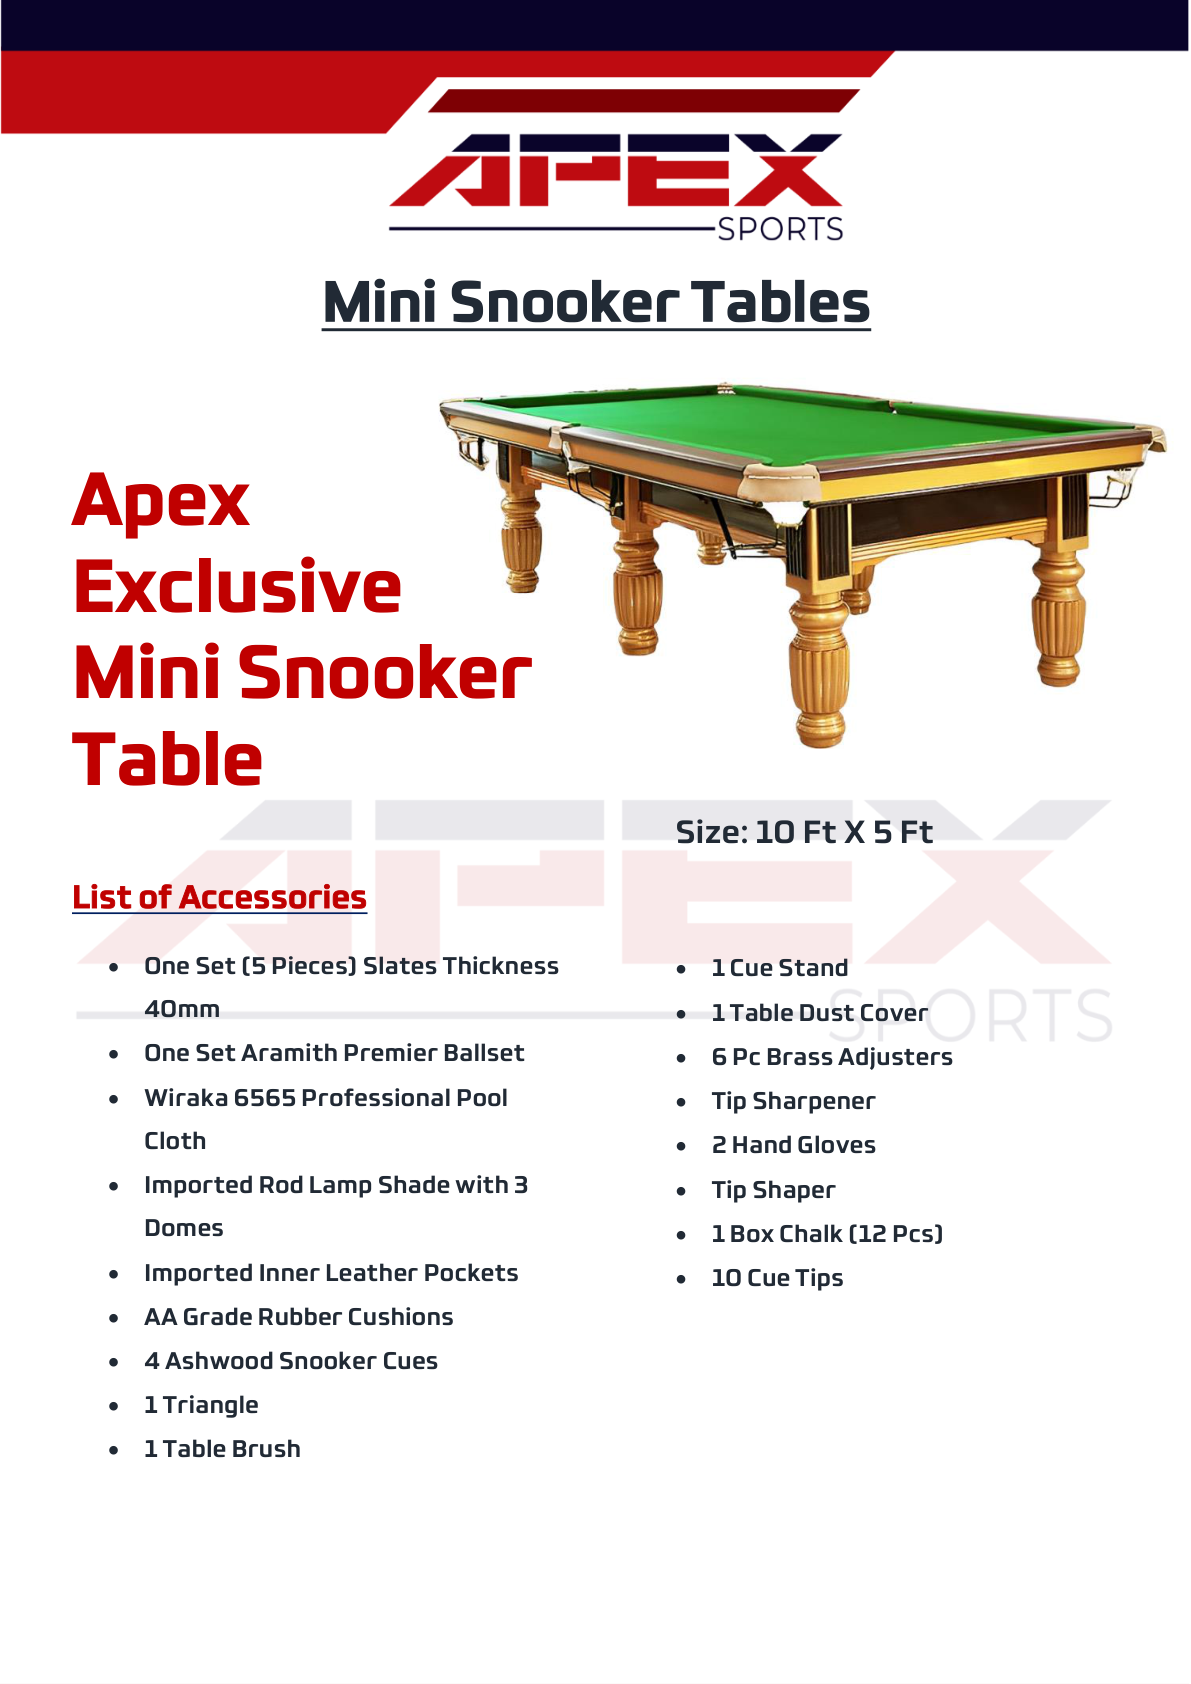 APEX
SPORTS
Mini Snooker Tables
Apex
Exclusive
Mini Snooker
Table
APEX
SPORTS
Size: 10 Ft X 5 Ft
List of Accessories
• One Set (5 Pieces) Slates Thickness
40mm
• One Set Aramith Premier Ballset
• Wiraka 6565 Professional Pool
Cloth
• Imported Rod Lamp Shade with 3
Domes
• Imported Inner Leather Pockets
• AA Grade Rubber Cushions
• 4 Ashwood Snooker Cues
• 1 Triangle
• 1 Table Brush
• 1 Cue Stand
• 1 Table Dust Cover
• 6 Pc Brass Adjusters
• Tip Sharpener
• 2 Hand Gloves
• Tip Shaper
• 1 Box Chalk (12 Pcs)
• 10 Cue Tips